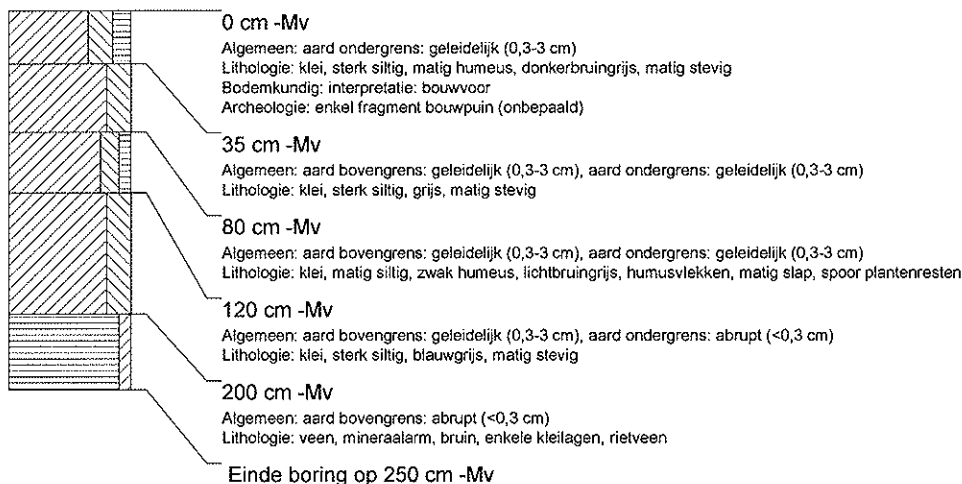 0 cm -Mv
Algemeen: aard ondergrens: geleidelijk (0,3-3 cm)
Lithologie: klei, sterk siltig, matig humeus, donkerbruingrijs, matig stevig
Bodemkundig: interpretatie: bouwvoor
Archeologie: enkel fragment bouwpuin (onbepaald)
35 cm -Mv
Algemeen: aard bovengrens: geleidelijk (0,3-3 cm), aard ondergrens: geleidelijk (0,3-3 cm)
Lithologie: klei, sterk siltig, grijs, matig stevig
80 cm -Mv
Algemeen: aard bovengrens: geleidelijk (0,3-3 cm), aard ondergrens: geleidelijk (0,3-3 cm)
Lithologie: klei, matig siltig, zwak humeus, lichtbruingrijs, humusvlekken, matig slap, spoor plantenresten
120 cm -Mv
Algemeen: aard bovengrens: geleidelijk (0,3-3 cm), aard ondergrens: abrupt (<0,3 cm)
Lithologie: klei, sterk siltig, blauwgrijs, matig stevig
200 cm -Mv
Algemeen: aard bovengrens: abrupt (<0,3 cm)
Lithologie: veen, mineraalarm, bruin, enkele kleilagen, rietveen
Einde boring op 250 cm -Mv